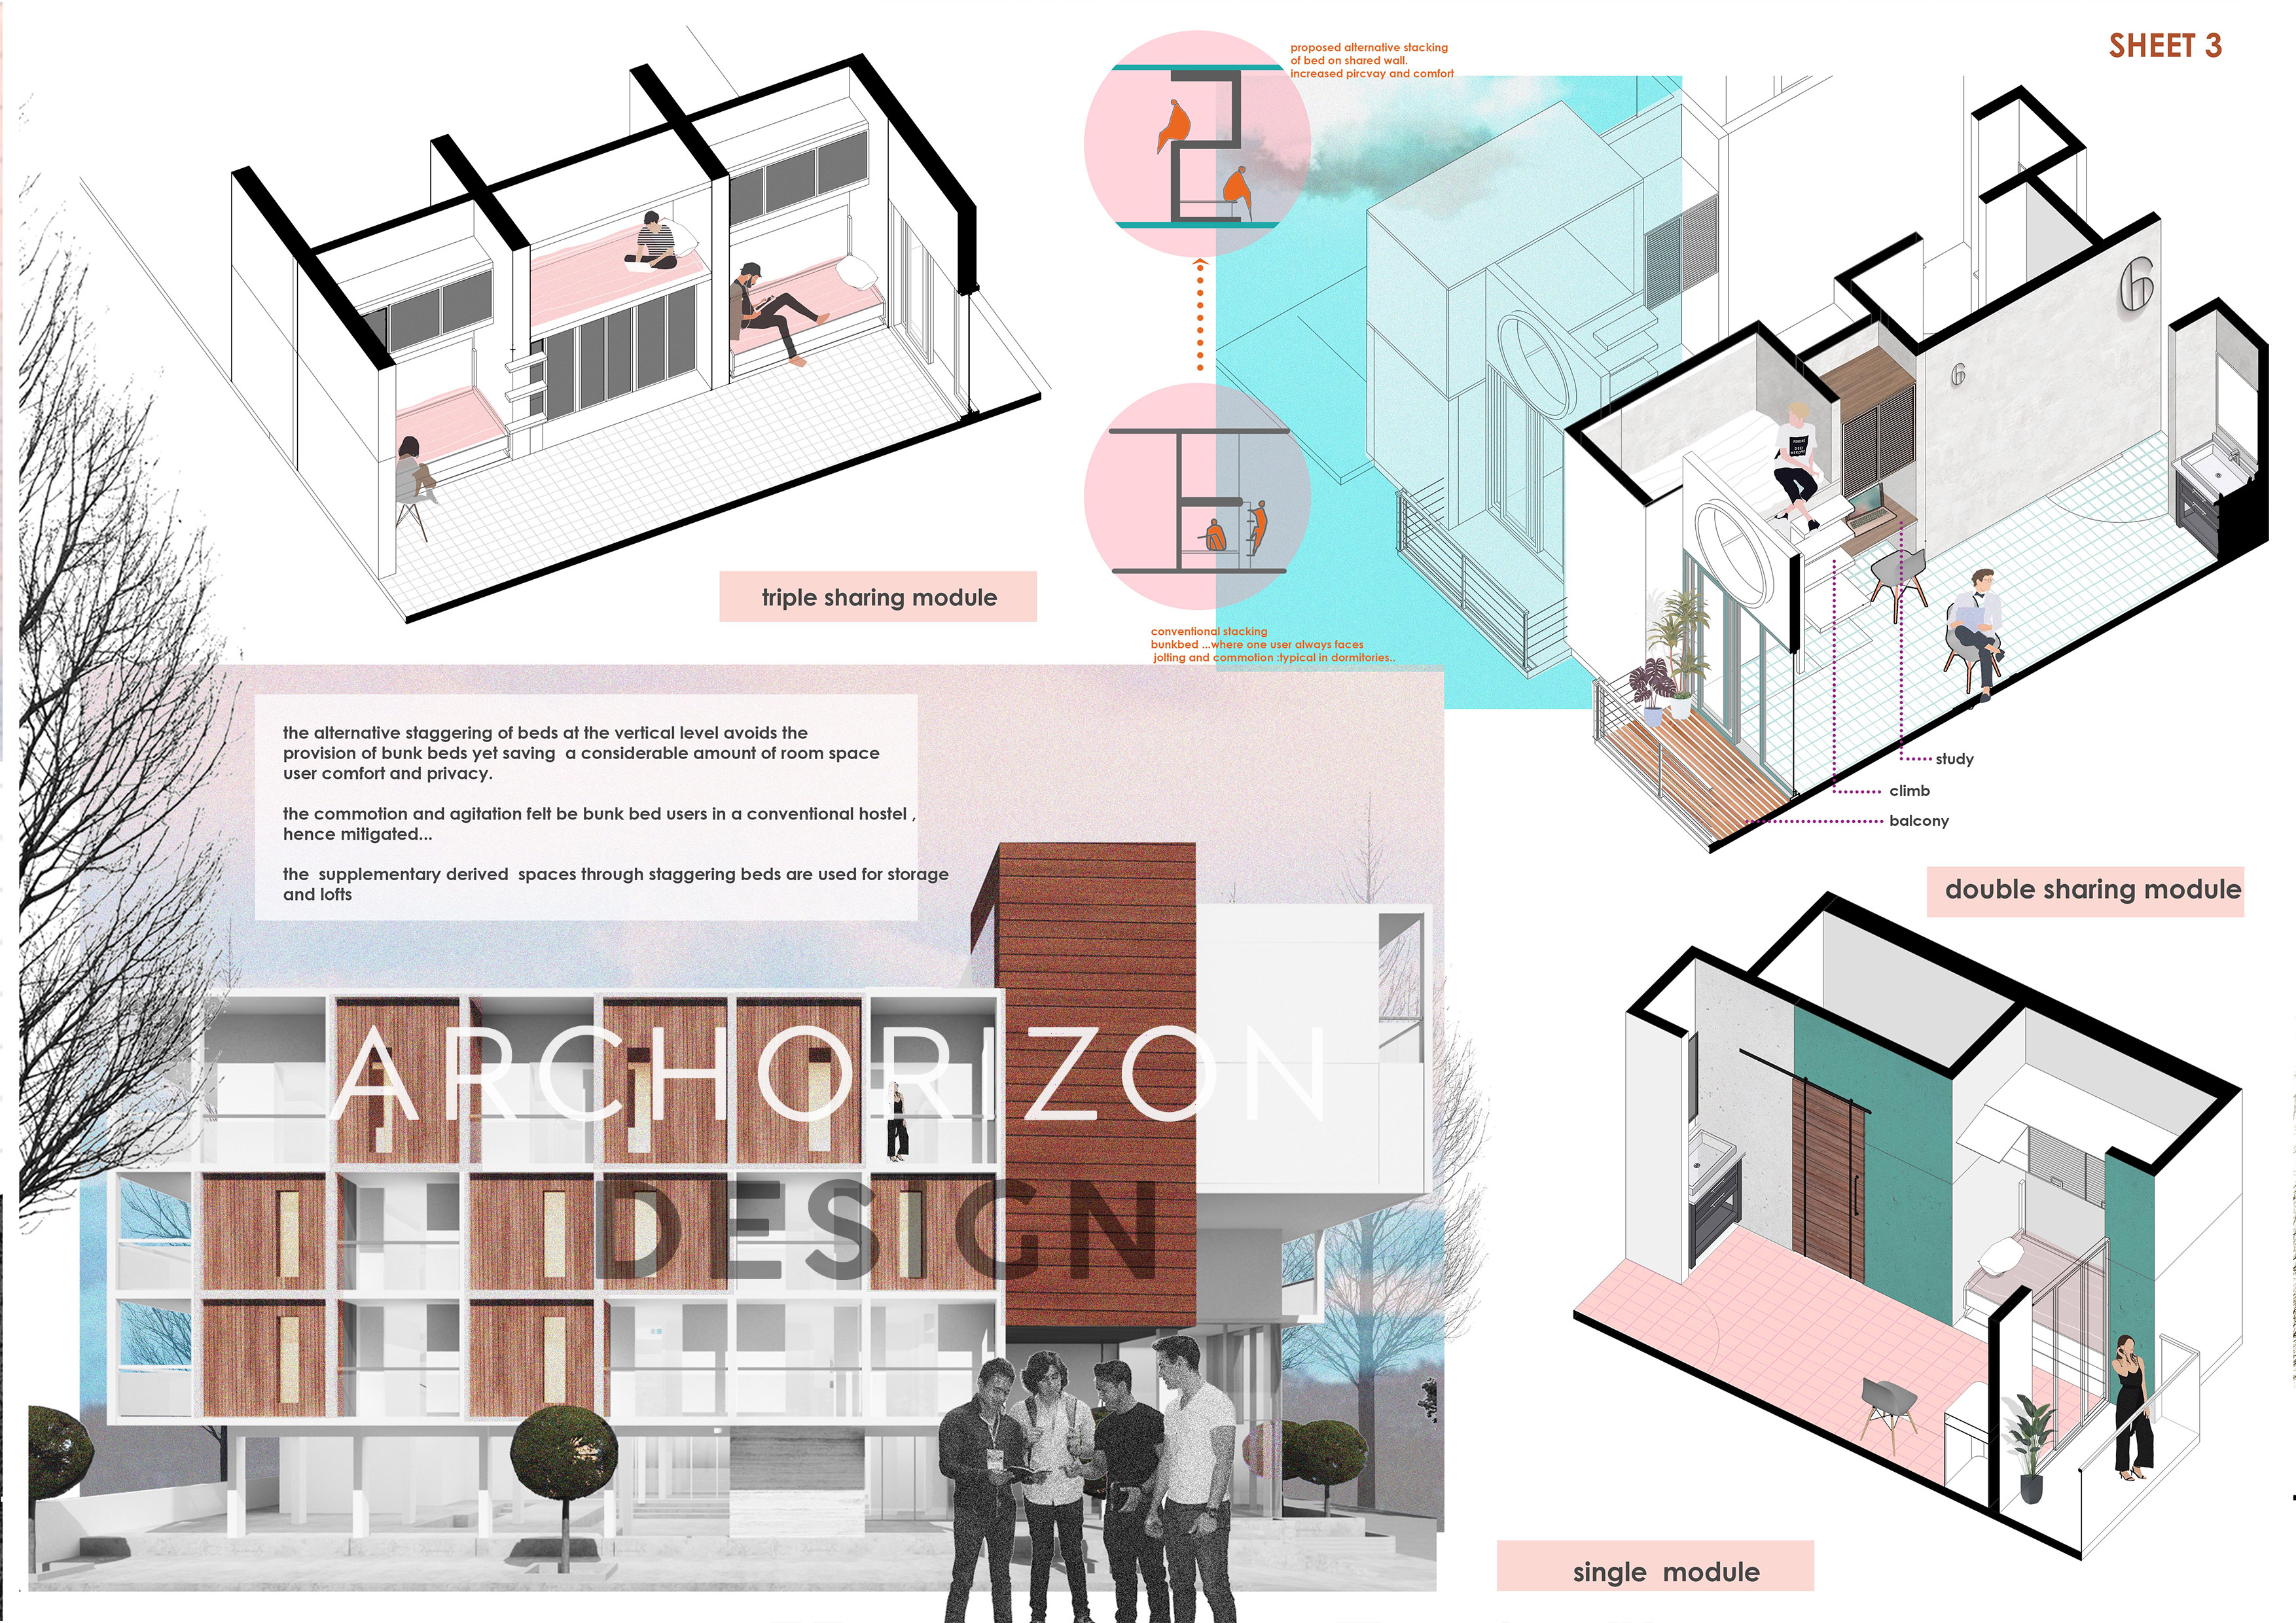 SHEET 3
proposed alternative stacking
of bed on shared wall.
increased pircvay and comfort
6
6
triple sharing module
conventional stacking
bunkbed ...where one user always faces
jolting and commotion :typical in dormitories..
the alternative staggering of beds at the vertical level avoids the
provision of bunk beds yet saving a considerable amount of room space
user comfort and privacy.
the commotion and agitation felt be bunk bed users in a conventional hostel ,
hence mitigated...
the supplementary derived spaces through staggering beds are used for storage
and lofts
study
climb
balcony
double sharing module
ARCHORIZON
DESIGN
single module